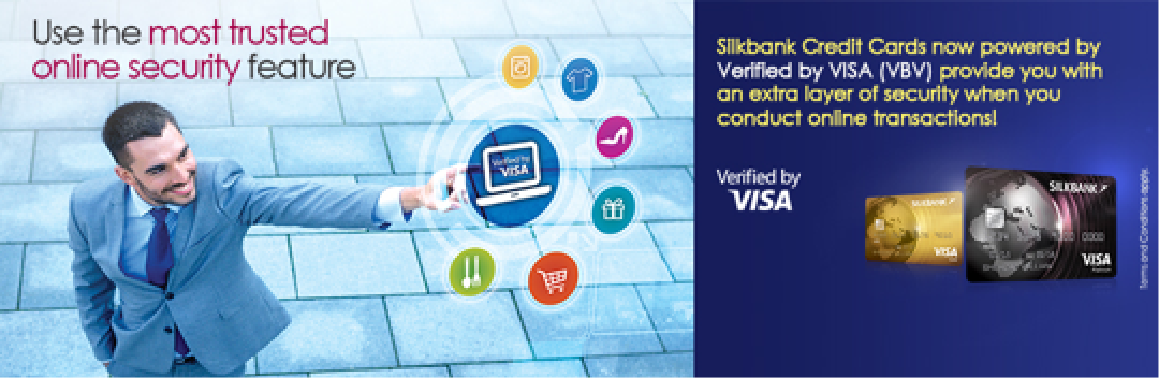 Use the most trusted
online security feature
Verified by
VISA
Silkbank Credit Cards now powered by
Verified by VISA (VBV) provide you with
an extra layer of security when you
conduct online transactions!
Verified by
VISA
SILKBANK
VISA
SILKBANK
VISA
Terms and Conditions apply.